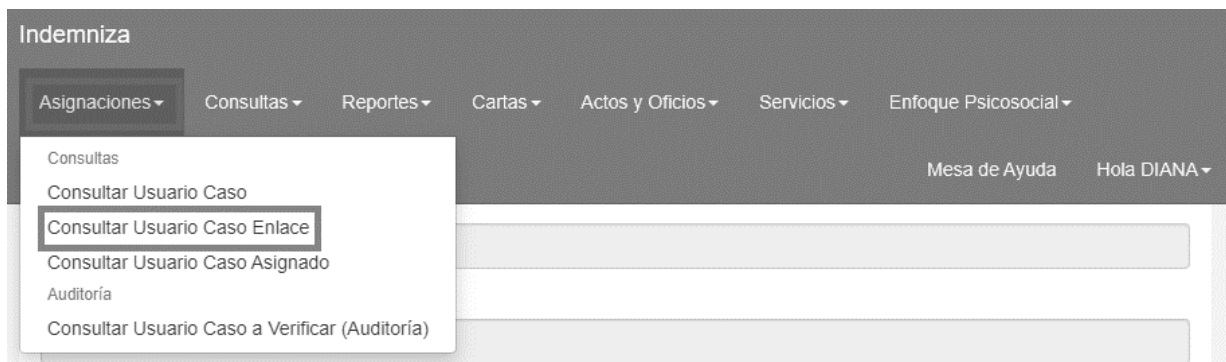 Indemniza
Asignaciones Consultas Reportes Cartas Actos y Oficios Servicios Enfoque Psicosocial
Mesa de Ayuda Hola DIANA
Consultas
Consultar Usuario Caso
Consultar Usuario Caso Enlace
Consultar Usuario Caso Asignado
Auditoría
Consultar Usuario Caso a Verificar (Auditoría)